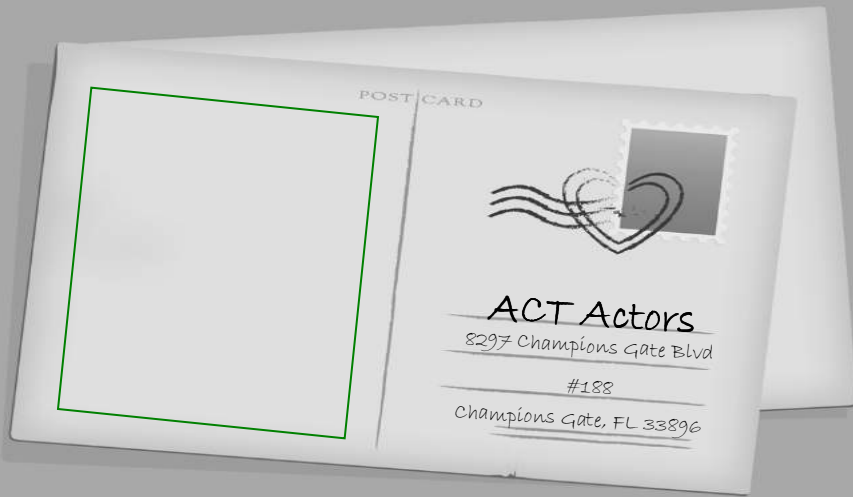 POST CARD
ACT Actors
8297 Champions Gate Blvd
#188
Champions Gate, FL 33896